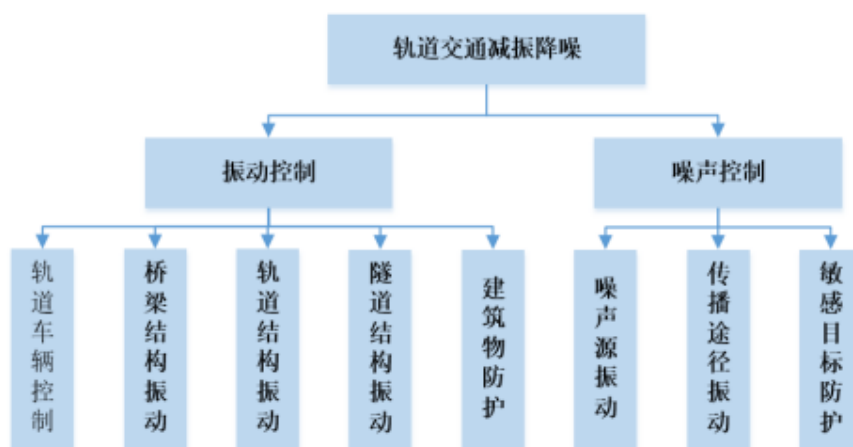 轨道交通减振降噪
振动控制
噪声控制
轨道车辆控制
桥梁结构振动
轨道结构振动
隧道结构振动
建筑物防护
噪声源振动
传播途径振动
敏感目标防护